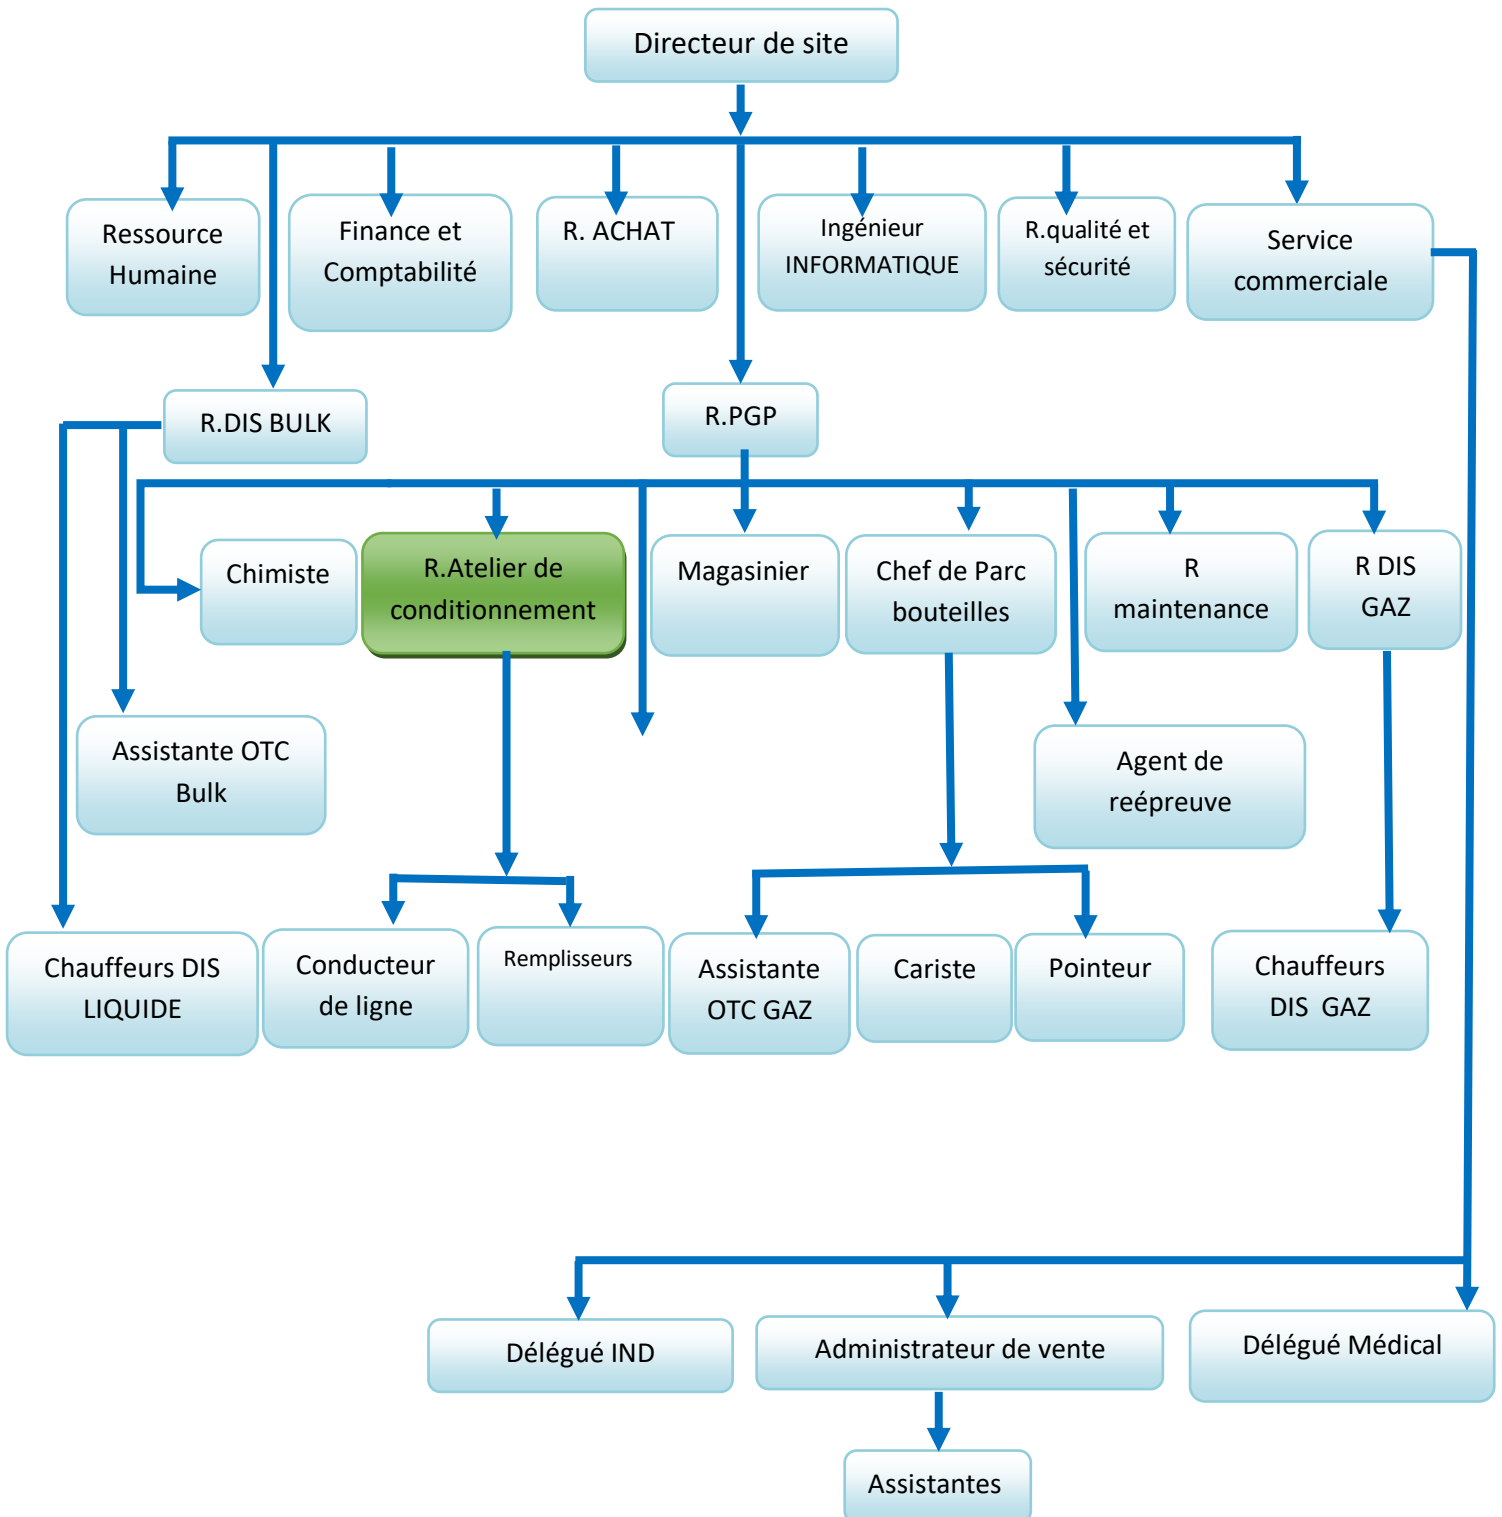 Directeur de site
Ressource
Humaine
Finance et
Comptabilité
R. ACHAT
Ingénieur
INFORMATIQUE
R.qualité et
sécurité
Service
commerciale
R.DIS BULK
R.PGP
Chimiste
R.Atelier de
conditionnement
Magasinier
Chef de Parc
bouteilles
R
maintenance
R DIS
GAZ
Assistante OTC
Bulk
Agent de
reépreuve
Chauffeurs DIS
LIQUIDE
Conducteur
de ligne
Remplisseurs
Assistante
OTC GAZ
Cariste
Pointeur
Chauffeurs
DIS  GAZ
Délégué IND
Administrateur de vente
Délégué Médical
Assistantes